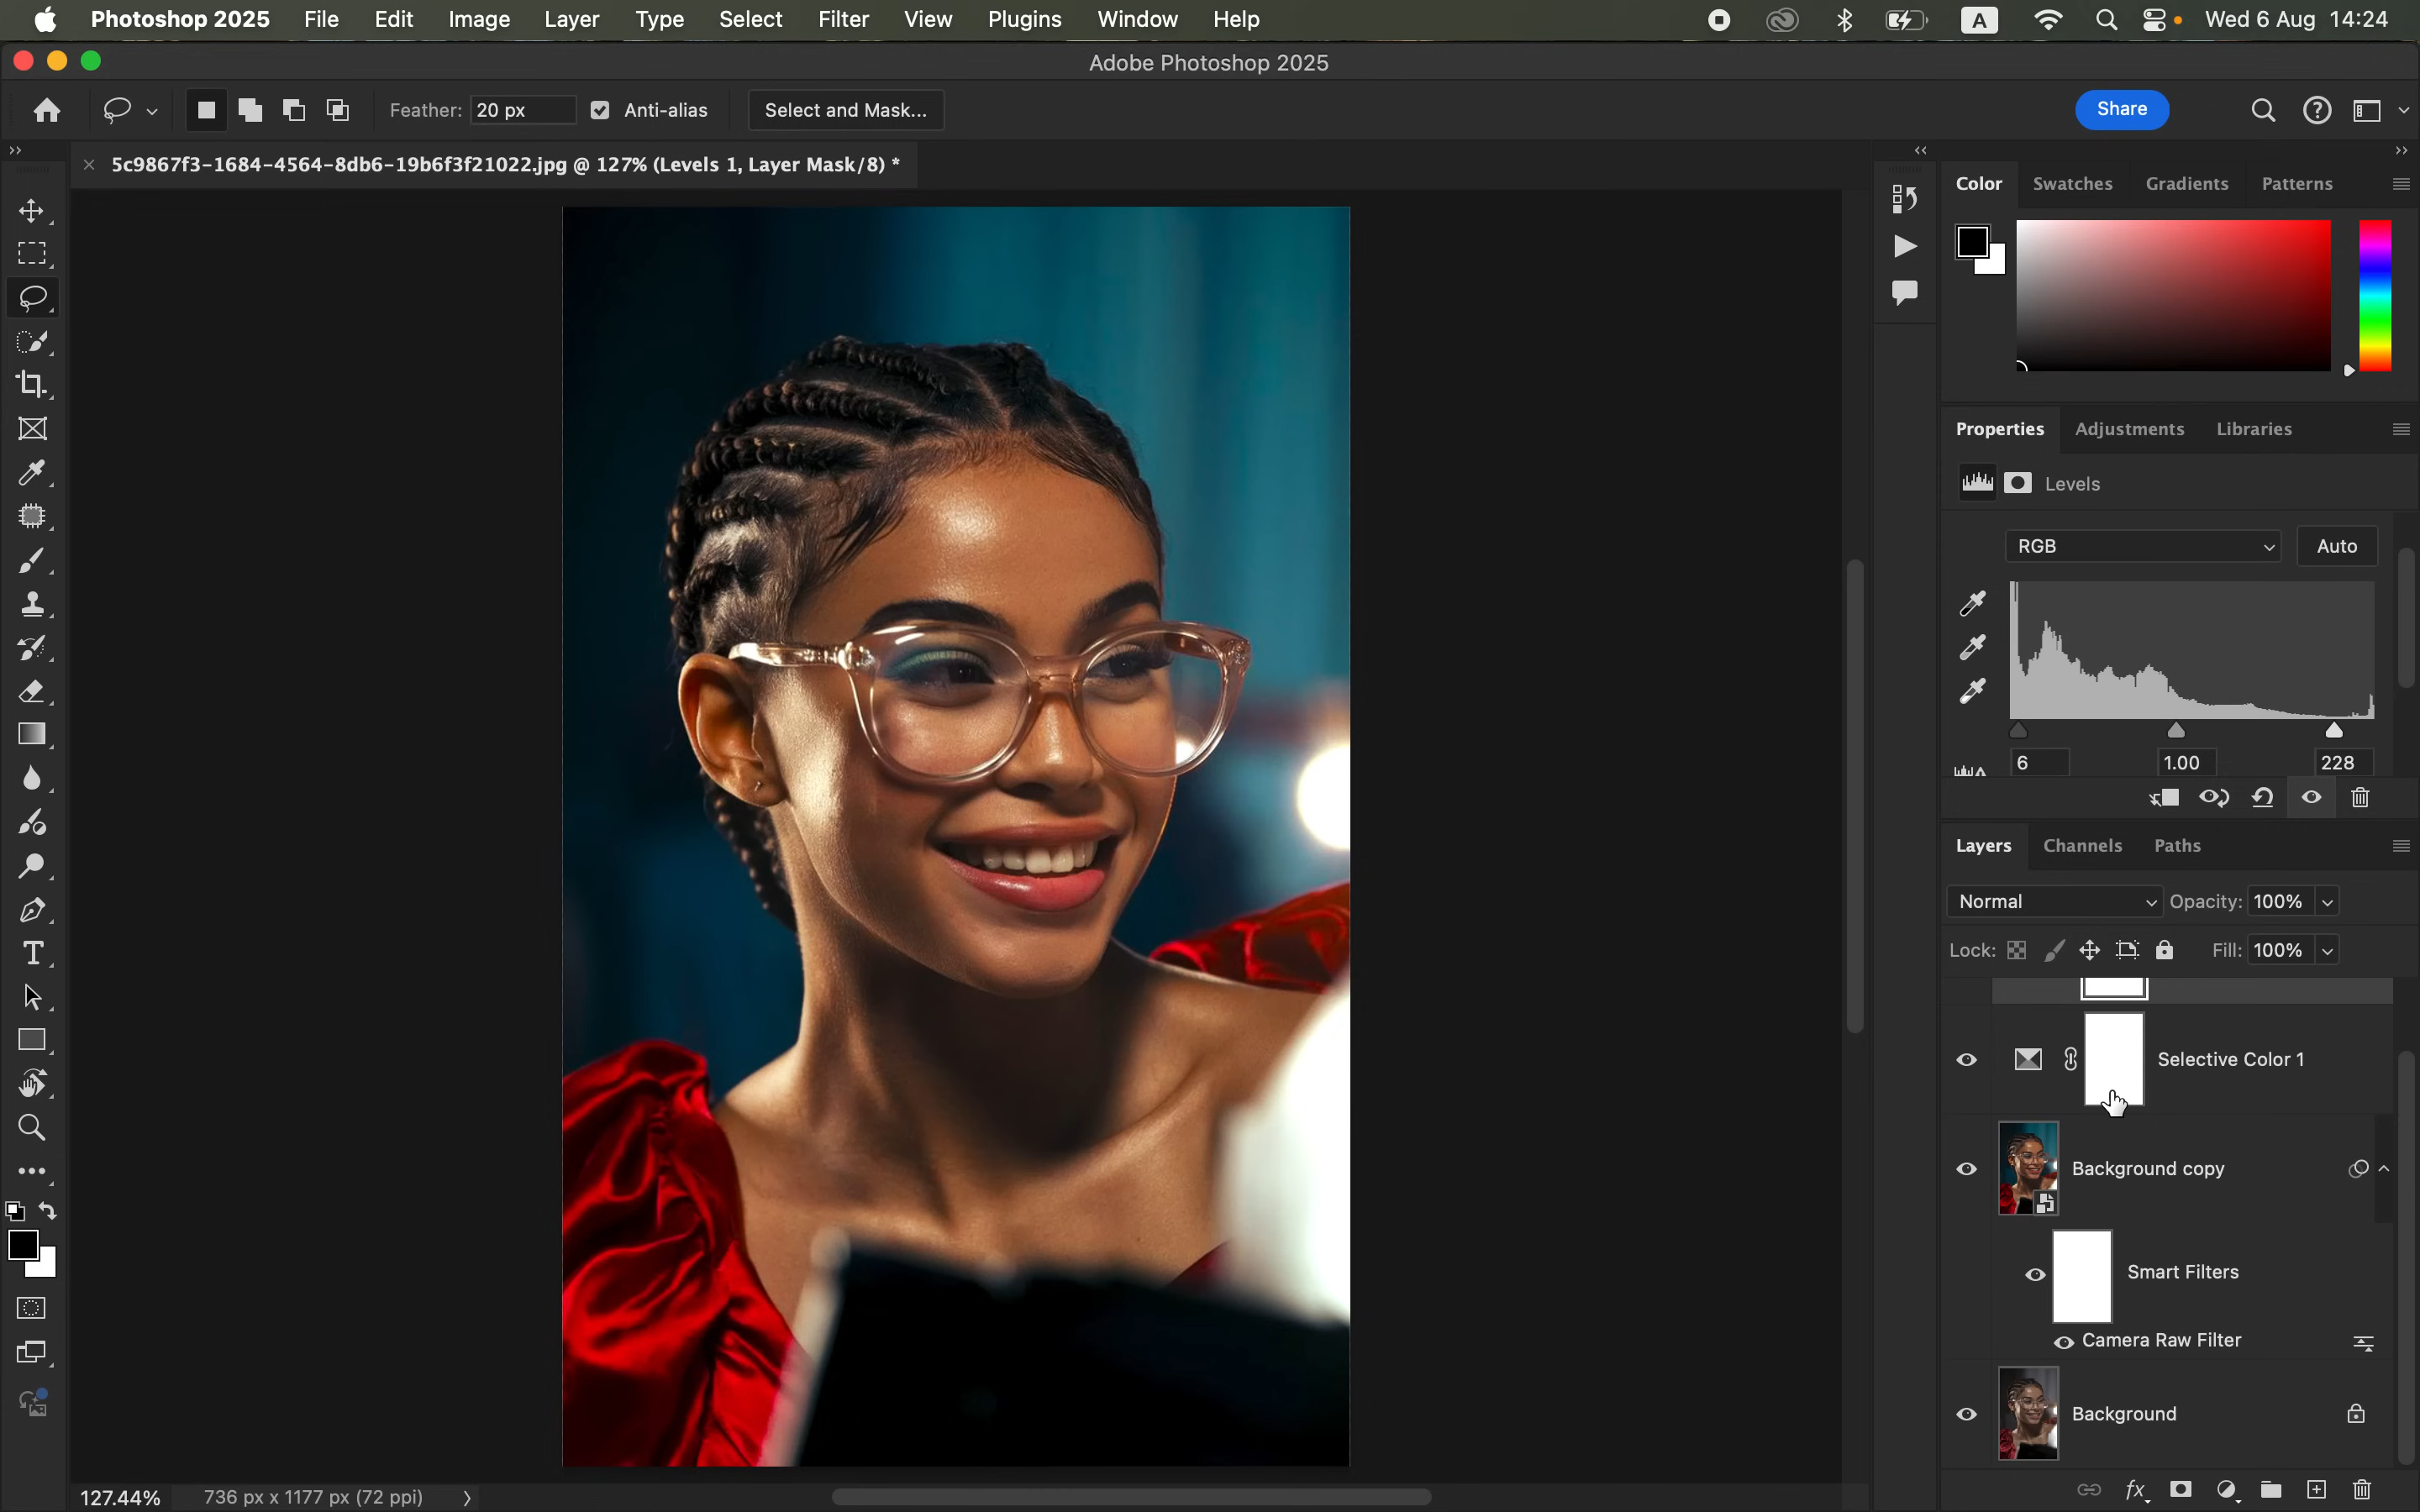 Photoshop 2025 File Edit Image Layer Type Select Filter View Plugins Window Help A Wed 6 Aug 14:24
Adobe Photoshop 2025
Feather: 20 px Anti-alias Select and Mask... Share
5c9867f3-1684-4564-8db6-19b6f3f21022.jpg @ 127% (Levels 1, Layer Mask/8) *
Color Swatches Gradients Patterns
Properties Adjustments Libraries
Levels
RGB Auto
6 1.00 228
Layers Channels Paths
Normal Opacity: 100%
Lock: Fill: 100%
Selective Color 1
Background copy
Smart Filters
Camera Raw Filter
Background
127.44% 736 px x 1177 px (72 ppi)
fx